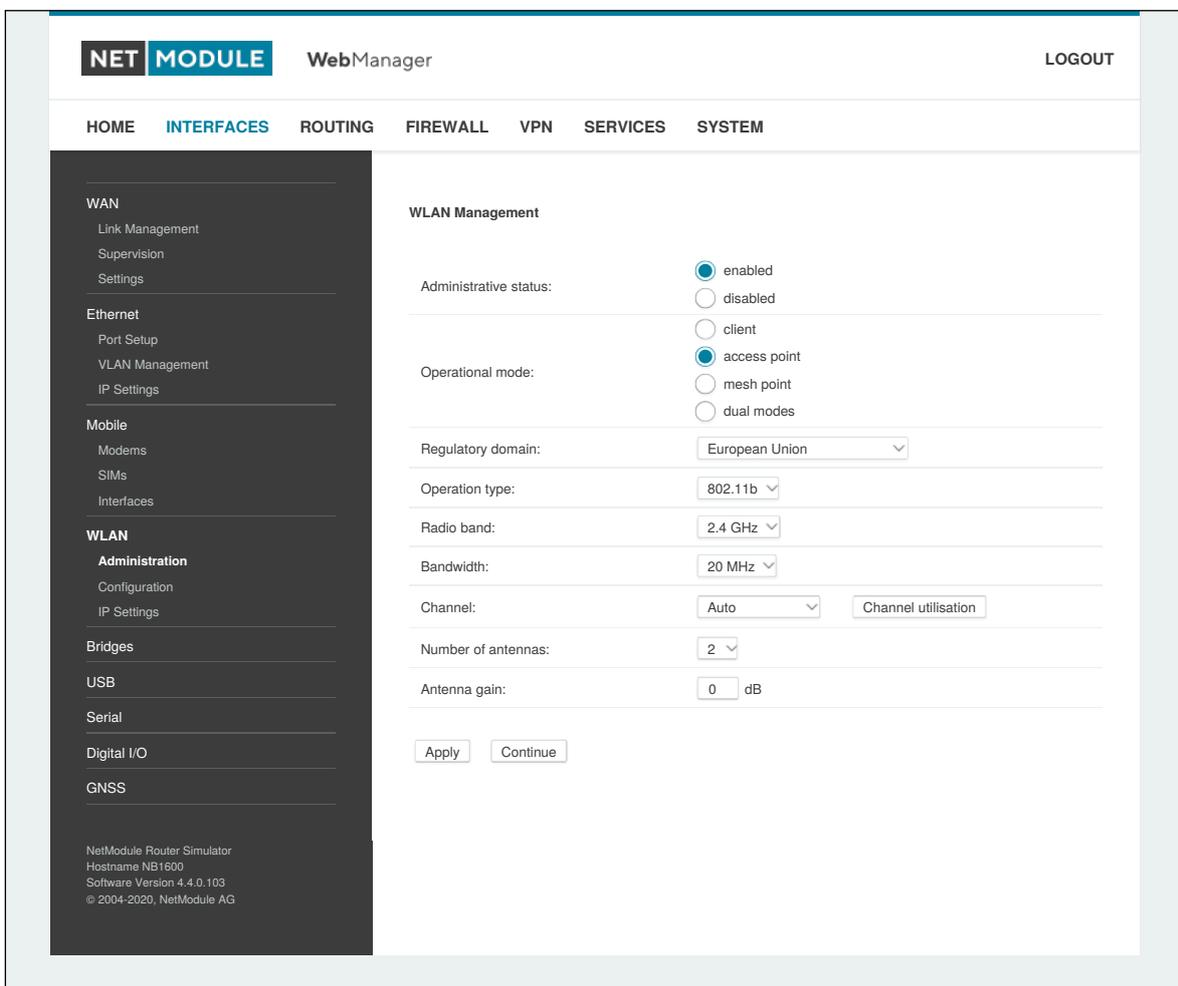 NET MODULE WebManager LOGOUT
HOME INTERFACES ROUTING FIREWALL VPN SERVICES SYSTEM
WAN
Link Management
Supervision
Settings
Ethernet
Port Setup
VLAN Management
IP Settings
Mobile
Modems
SIMs
Interfaces
WLAN
Administration
Configuration
IP Settings
Bridges
USB
Serial
Digital I/O
GNSS
NetModule Router Simulator
Hostname NB1600
Software Version 4.4.0.103
© 2004-2020, NetModule AG
WLAN Management
Administrative status:
enabled
disabled
Operational mode:
client
access point
mesh point
dual modes
Regulatory domain: European Union
Operation type: 802.11b
Radio band: 2.4 GHz
Bandwidth: 20 MHz
Channel: Auto Channel utilisation
Number of antennas: 2
Antenna gain: 0 dB
Apply Continue